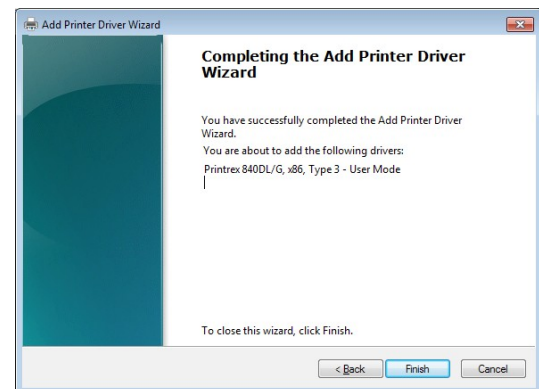 Add Printer Driver Wizard
Completing the Add Printer Driver
Wizard
You have successfully completed the Add Printer Driver
Wizard.
You are about to add the following drivers:
Printrex 840DL/G, x86, Type 3 - User Mode
To close this wizard, click Finish.
< Back
Finish
Cancel